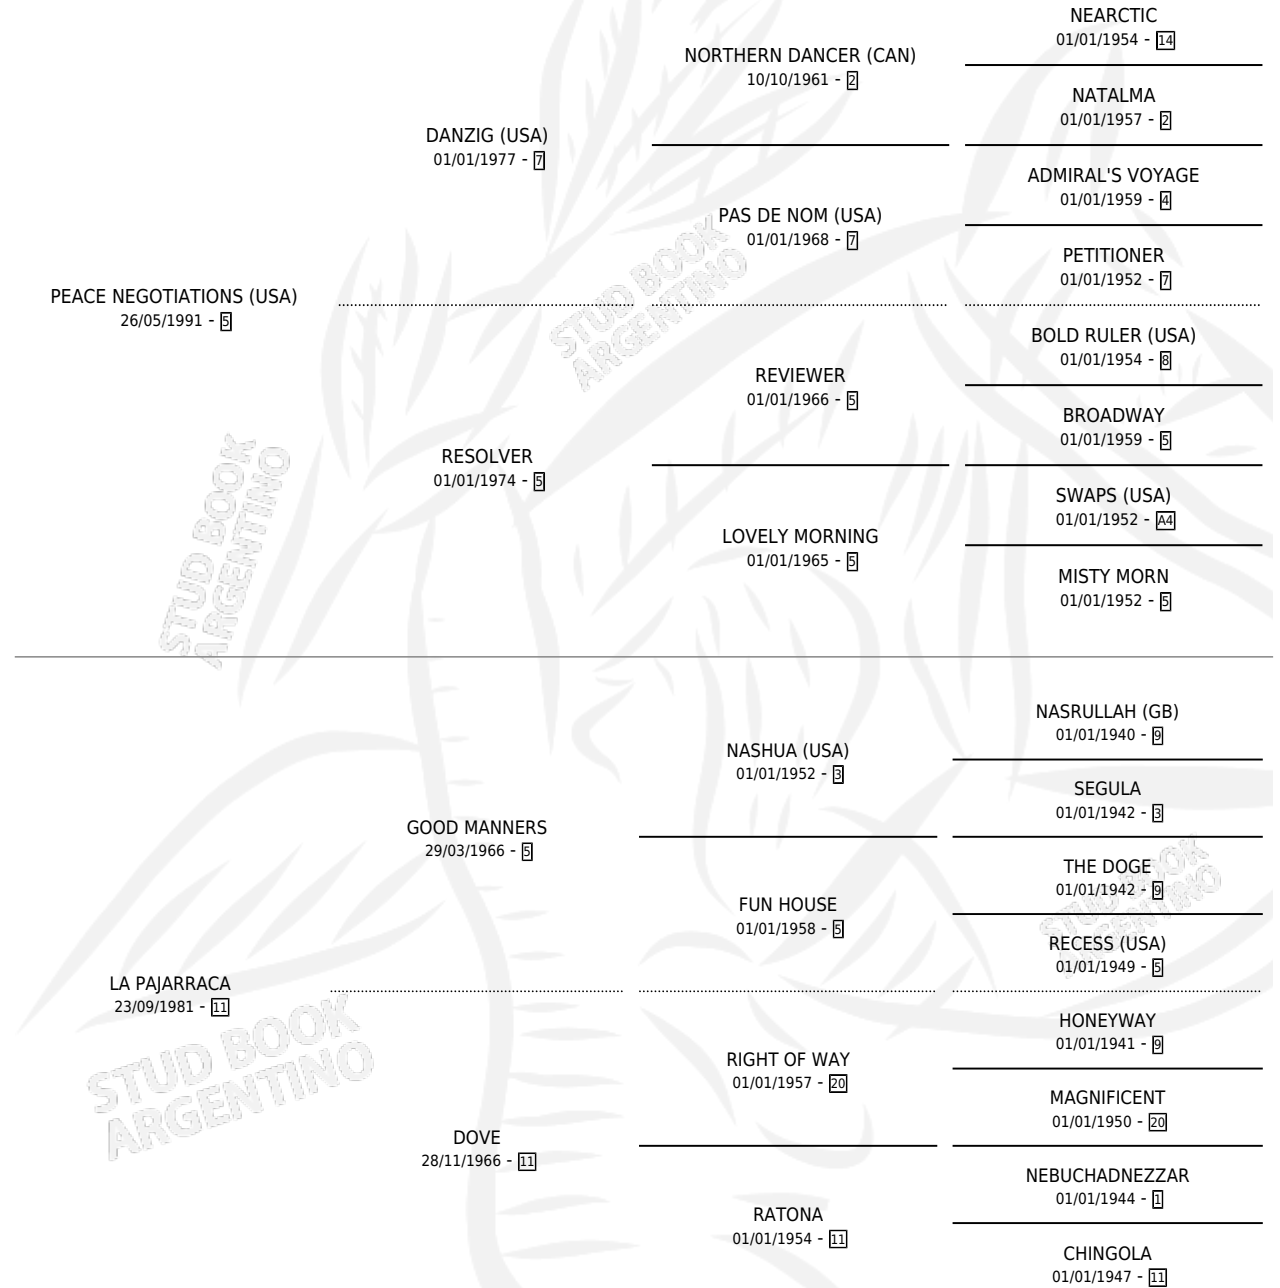 NEARCTIC
01/01/1954 - 14
NORTHERN DANCER (CAN)
10/10/1961 - 2
NATALMA
01/01/1957 - 2
DANZIG (USA)
01/01/1977 - 7
ADMIRAL'S VOYAGE
01/01/1959 - 4
PAS DE NOM (USA)
01/01/1968 - 7
PETITIONER
01/01/1952 - 7
PEACE NEGOTIATIONS (USA)
26/05/1991 - 5
STUD BOOK
ARGENTINO
BOLD RULER (USA)
01/01/1954 - 8
REVIEWER
01/01/1966 - 5
BROADWAY
01/01/1959 - 5
RESOLVER
01/01/1974 - 5
SWAPS (USA)
01/01/1952 - A4
LOVELY MORNING
01/01/1965 - 5
MISTY MORN
01/01/1952 - 5
STUD BOOK
ARGENTINO
NASRULLAH (GB)
01/01/1940 - 9
NASHUA (USA)
01/01/1952 - 3
SEGULA
01/01/1942 - 3
GOOD MANNERS
29/03/1966 - 5
THE DOGE
01/01/1942 - 9
FUN HOUSE
01/01/1958 - 5
STUD BOOK
ARGENTINO
RECESS (USA)
01/01/1949 - 5
LA PAJARRACA
23/09/1981 - 11
HONEYWAY
01/01/1941 - 9
RIGHT OF WAY
01/01/1957 - 20
MAGNIFICENT
01/01/1950 - 20
STUD BOOK
ARGENTINO
DOVE
28/11/1966 - 11
NEBUCHADNEZZAR
01/01/1944 - 1
RATONA
01/01/1954 - 11
CHINGOLA
01/01/1947 - 11